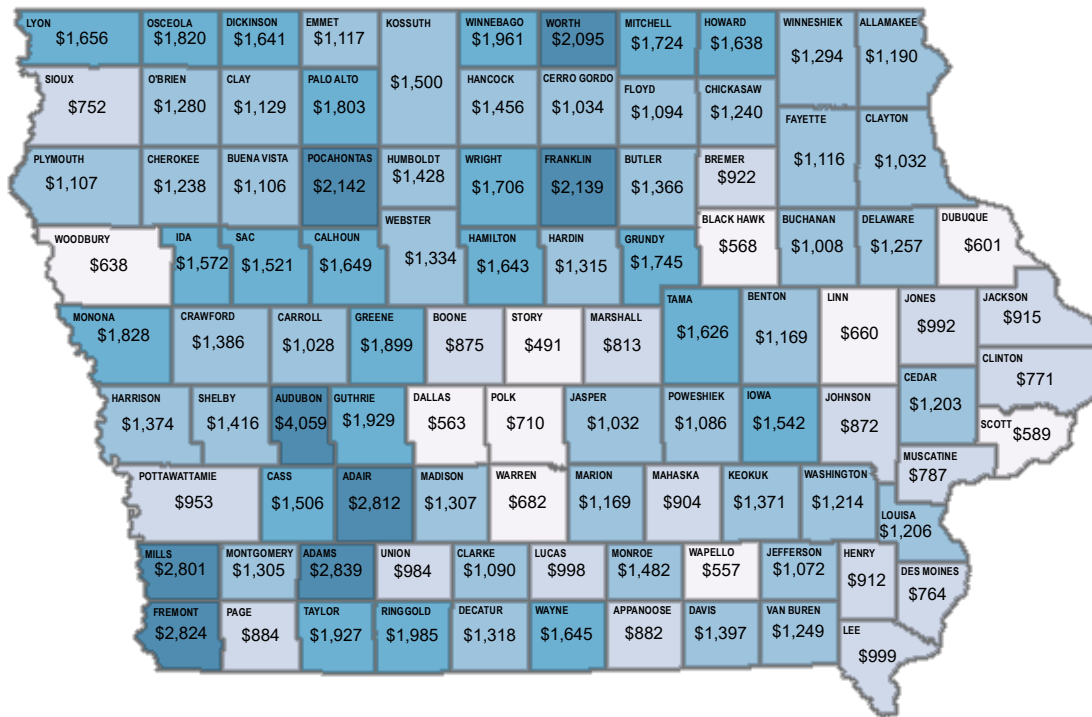 LYON
$1,656
OSCEOLA
$1,820
DICKINSON
$1,641
EMMET
$1,117
KOSSUTH
$1,500
WINNEBAGO
$1,961
WORTH
$2,095
MITCHELL
$1,724
HOWARD
$1,638
WINNESHIEK
$1,294
ALLAMAKEE
$1,190
SIOUX
$752
O'BRIEN
$1,280
CLAY
$1,129
PALO ALTO
$1,803
HANCOCK
$1,456
CERRO GORDO
$1,034
FLOYD
$1,094
CHICKASAW
$1,240
FAYETTE
$1,116
CLAYTON
$1,032
PLYMOUTH
$1,107
CHEROKEE
$1,238
BUENA VISTA
$1,106
POCAHONTAS
$2,142
HUMBOLDT
$1,428
WRIGHT
$1,706
FRANKLIN
$2,139
BUTLER
$1,366
BREMER
$922
WOODBURY
$638
IDA
$1,572
SAC
$1,521
CALHOUN
$1,649
WEBSTER
$1,334
HAMILTON
$1,643
HARDIN
$1,315
GRUNDY
$1,745
BLACK HAWK
$568
BUCHANAN
$1,008
DELAWARE
$1,257
DUBUQUE
$601
MONONA
$1,828
CRAWFORD
$1,386
CARROLL
$1,028
GREENE
$1,899
BOONE
$875
STORY
$491
MARSHALL
$813
TAMA
$1,626
BENTON
$1,169
LINN
$660
JONES
$992
JACKSON
$915
CLINTON
$771
HARRISON
$1,374
SHELBY
$1,416
AUDUBON
$4,059
GUTHRIE
$1,929
DALLAS
$563
POLK
$710
JASPER
$1,032
POWESHIEK
$1,086
IOWA
$1,542
JOHNSON
$872
CEDAR
$1,203
SCOTT
$589
MUSCATINE
$787
POTTAWATTAMIE
$953
CASS
$1,506
ADAIR
$2,812
MADISON
$1,307
WARREN
$682
MARION
$1,169
MAHASKA
$904
KEOKUK
$1,371
WASHINGTON
$1,214
LOUISA
$1,206
MILLS
$2,801
MONTGOMERY
$1,305
ADAMS
$2,839
UNION
$984
CLARKE
$1,090
LUCAS
$998
MONROE
$1,482
WAPELLO
$557
JEFFERSON
$1,072
HENRY
$912
DES MOINES
$764
FREMONT
$2,824
PAGE
$884
TAYLOR
$1,927
RINGGOLD
$1,985
DECATUR
$1,318
WAYNE
$1,645
APPANOOSE
$882
DAVIS
$1,397
VAN BUREN
$1,249
LEE
$999